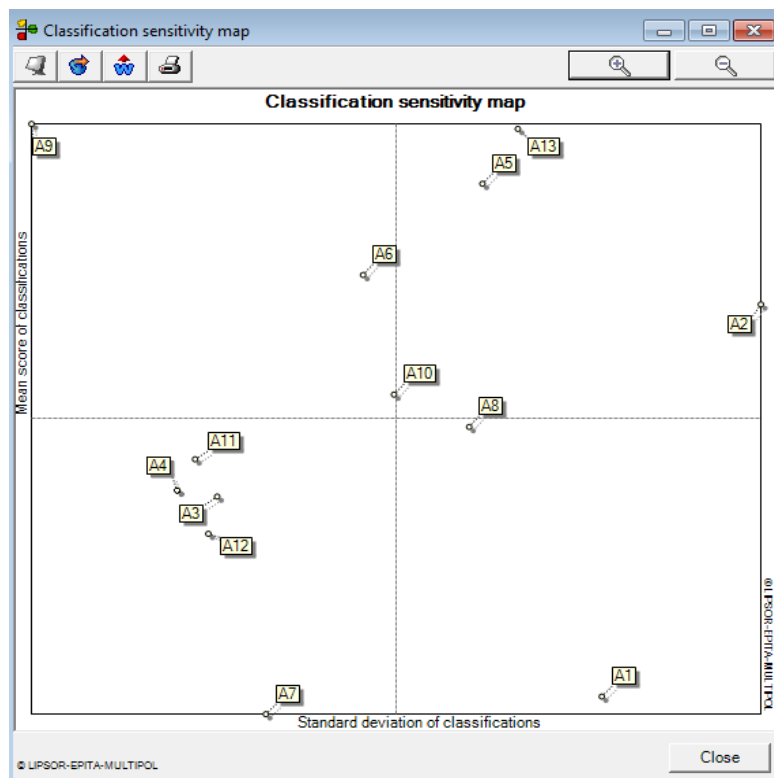 Classification sensitivity map
Classification sensitivity map
A9
A13
A5
A6
A2
A10
A8
A11
A4
A3
A12
A7
A1
Mean score of classifications
Standard deviation of classifications
© LIPSOR-EPITA-MULTIPOL
© LIPSOR-EPITA-MULTIPOL
Close